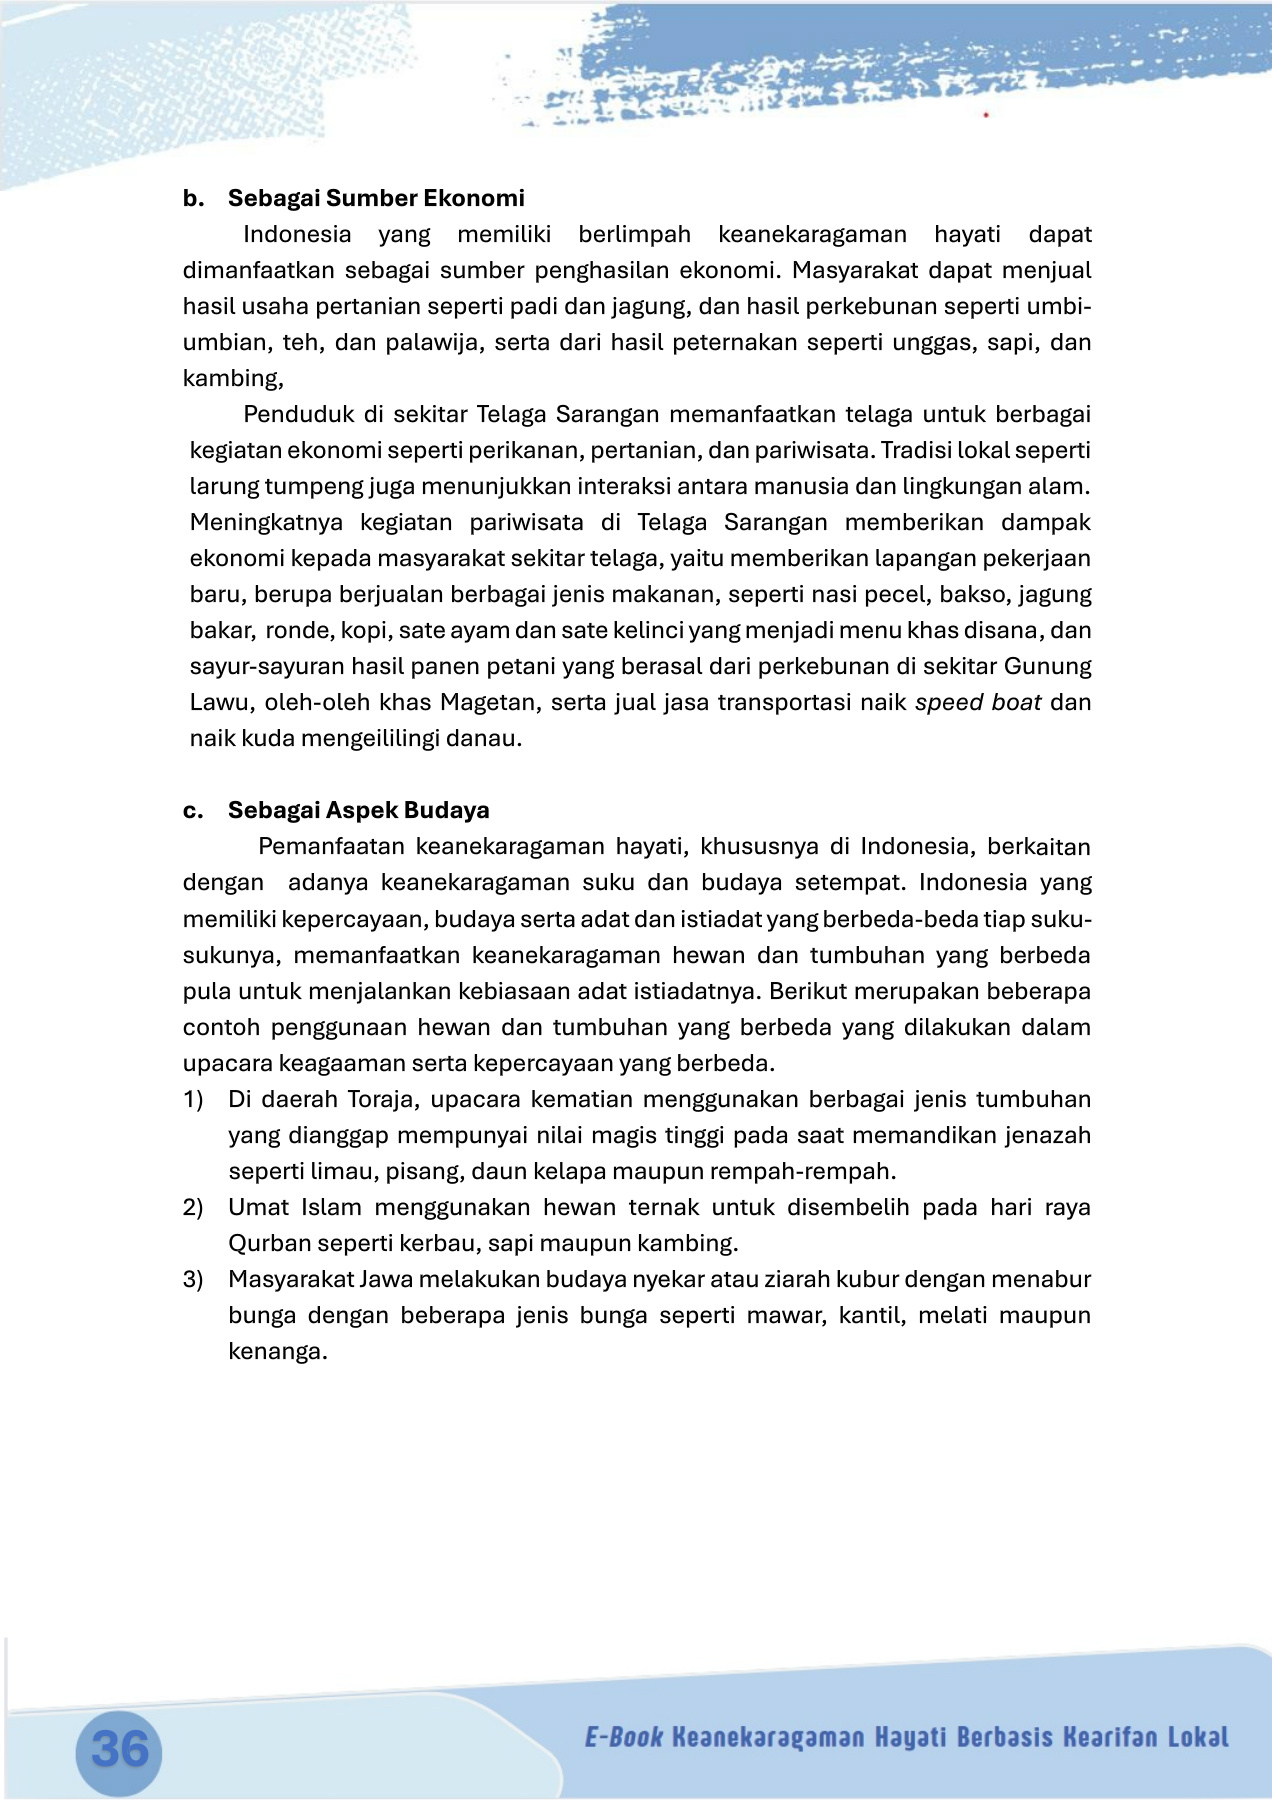 b. Sebagai Sumber Ekonomi
Indonesia yang memiliki berlimpah keanekaragaman hayati dapat
dimanfaatkan sebagai sumber penghasilan ekonomi. Masyarakat dapat menjual
hasil usaha pertanian seperti padi dan jagung, dan hasil perkebunan seperti umbi-
umbian, teh, dan palawija, serta dari hasil peternakan seperti unggas, sapi, dan
kambing,
Penduduk di sekitar Telaga Sarangan memanfaatkan telaga untuk berbagai
kegiatan ekonomi seperti perikanan, pertanian, dan pariwisata. Tradisi lokal seperti
larung tumpeng juga menunjukkan interaksi antara manusia dan lingkungan alam.
Meningkatnya kegiatan pariwisata di Telaga Sarangan memberikan dampak
ekonomi kepada masyarakat sekitar telaga, yaitu memberikan lapangan pekerjaan
baru, berupa berjualan berbagai jenis makanan, seperti nasi pecel, bakso, jagung
bakar, ronde, kopi, sate ayam dan sate kelinci yang menjadi menu khas disana, dan
sayur-sayuran hasil panen petani yang berasal dari perkebunan di sekitar Gunung
Lawu, oleh-oleh khas Magetan, serta jual jasa transportasi naik speed boat dan
naik kuda mengeililingi danau.
c. Sebagai Aspek Budaya
Pemanfaatan keanekaragaman hayati, khususnya di Indonesia, berkaitan
dengan adanya keanekaragaman suku dan budaya setempat. Indonesia yang
memiliki kepercayaan, budaya serta adat dan istiadat yang berbeda-beda tiap suku-
sukunya, memanfaatkan keanekaragaman hewan dan tumbuhan yang berbeda
pula untuk menjalankan kebiasaan adat istiadatnya. Berikut merupakan beberapa
contoh penggunaan hewan dan tumbuhan yang berbeda yang dilakukan dalam
upacara keagaaman serta kepercayaan yang berbeda.
1) Di daerah Toraja, upacara kematian menggunakan berbagai jenis tumbuhan
yang dianggap mempunyai nilai magis tinggi pada saat memandikan jenazah
seperti limau, pisang, daun kelapa maupun rempah-rempah.
2) Umat Islam menggunakan hewan ternak untuk disembelih pada hari raya
Qurban seperti kerbau, sapi maupun kambing.
3) Masyarakat Jawa melakukan budaya nyekar atau ziarah kubur dengan menabur
bunga dengan beberapa jenis bunga seperti mawar, kantil, melati maupun
kenanga.
36
E-Book Keanekaragaman Hayati Berbasis Kearifan Lokal